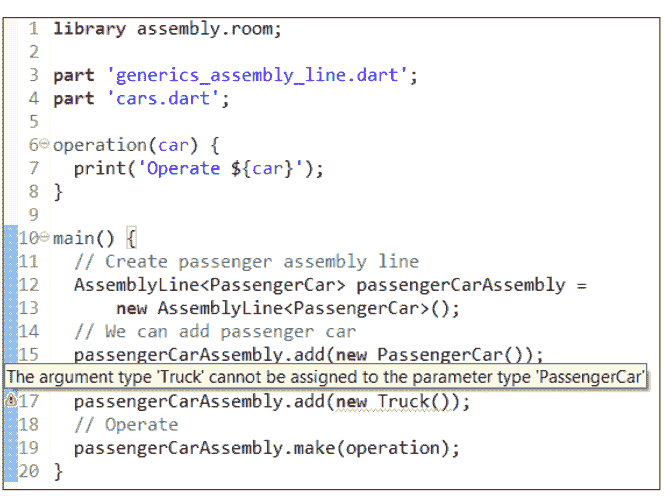 1 library assembly.room;
2
3 part 'generics_assembly_line.dart';
4 part 'cars.dart';
5
6 operation(car) {
7   print('Operate ${car}');
8 }
9
10 main() {
11   // Create passenger assembly line
12   AssemblyLine<PassengerCar> passengerCarAssembly =
13       new AssemblyLine<PassengerCar>();
14   // We can add passenger car
15   passengerCarAssembly.add(new PassengerCar());
The argument type 'Truck' cannot be assigned to the parameter type 'PassengerCar'
17   passengerCarAssembly.add(new Truck());
18   // Operate
19   passengerCarAssembly.make(operation);
20 }